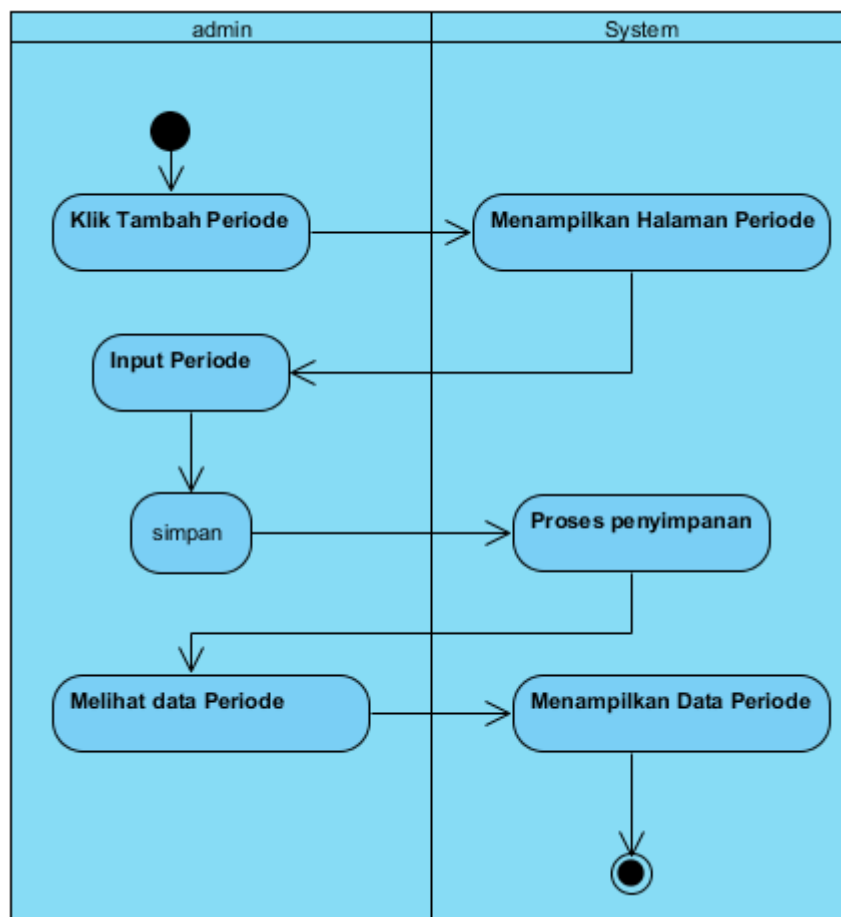 admin
System
Klik Tambah Periode
Menampilkan Halaman Periode
Input Periode
simpan
Proses penyimpanan
Melihat data Periode
Menampilkan Data Periode